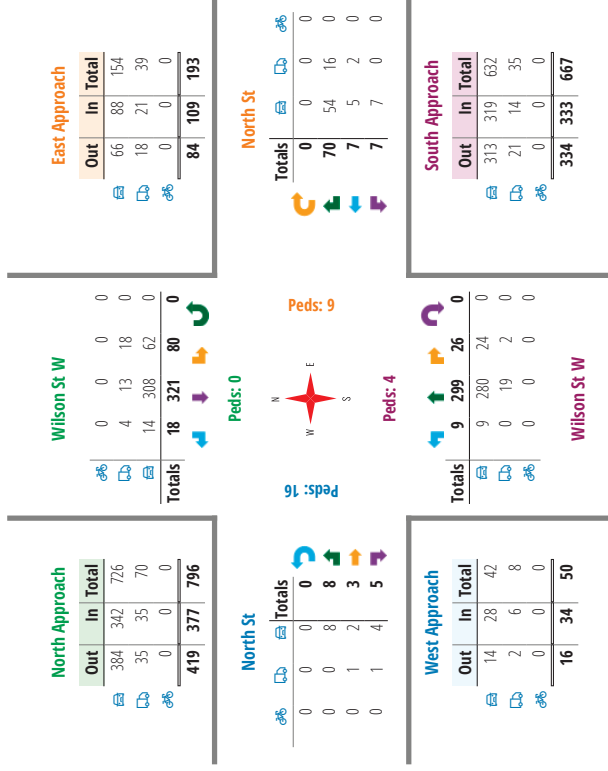 North Approach
Out In Total
384 342 726
35 35 70
0 0 0
419 377 796
Wilson St W
0 0 0 0
4 13 18 0
14 308 62 0
Totals 18 321 80 0
East Approach
Out In Total
66 88 154
18 21 39
0 0 0
84 109 193
North St
Totals
0 0 0 0
0 0 8 8
0 1 2 3
0 1 4 5
Peds: 0
Peds: 16
N
W E
S
Peds: 9
Peds: 4
North St
Totals
0 0 0 0
70 54 16 0
7 5 2 0
7 7 0 0
West Approach
Out In Total
14 28 42
2 6 8
0 0 0
16 34 50
Totals 9 299 26 0
9 280 24 0
0 19 2 0
0 0 0 0
Wilson St W
South Approach
Out In Total
313 319 632
21 14 35
0 0 0
334 333 667